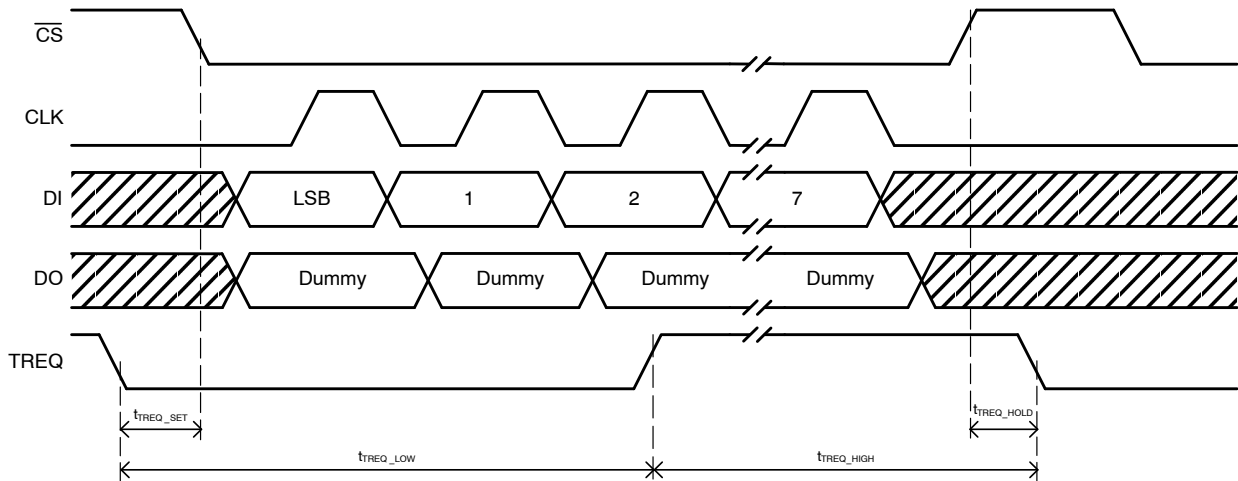 CS
CLK
DI LSB 1 2 7
DO Dummy Dummy Dummy Dummy
TREQ
tTREQ_SET tTREQ_HOLD
tTREQ_LOW tTREQ_HIGH